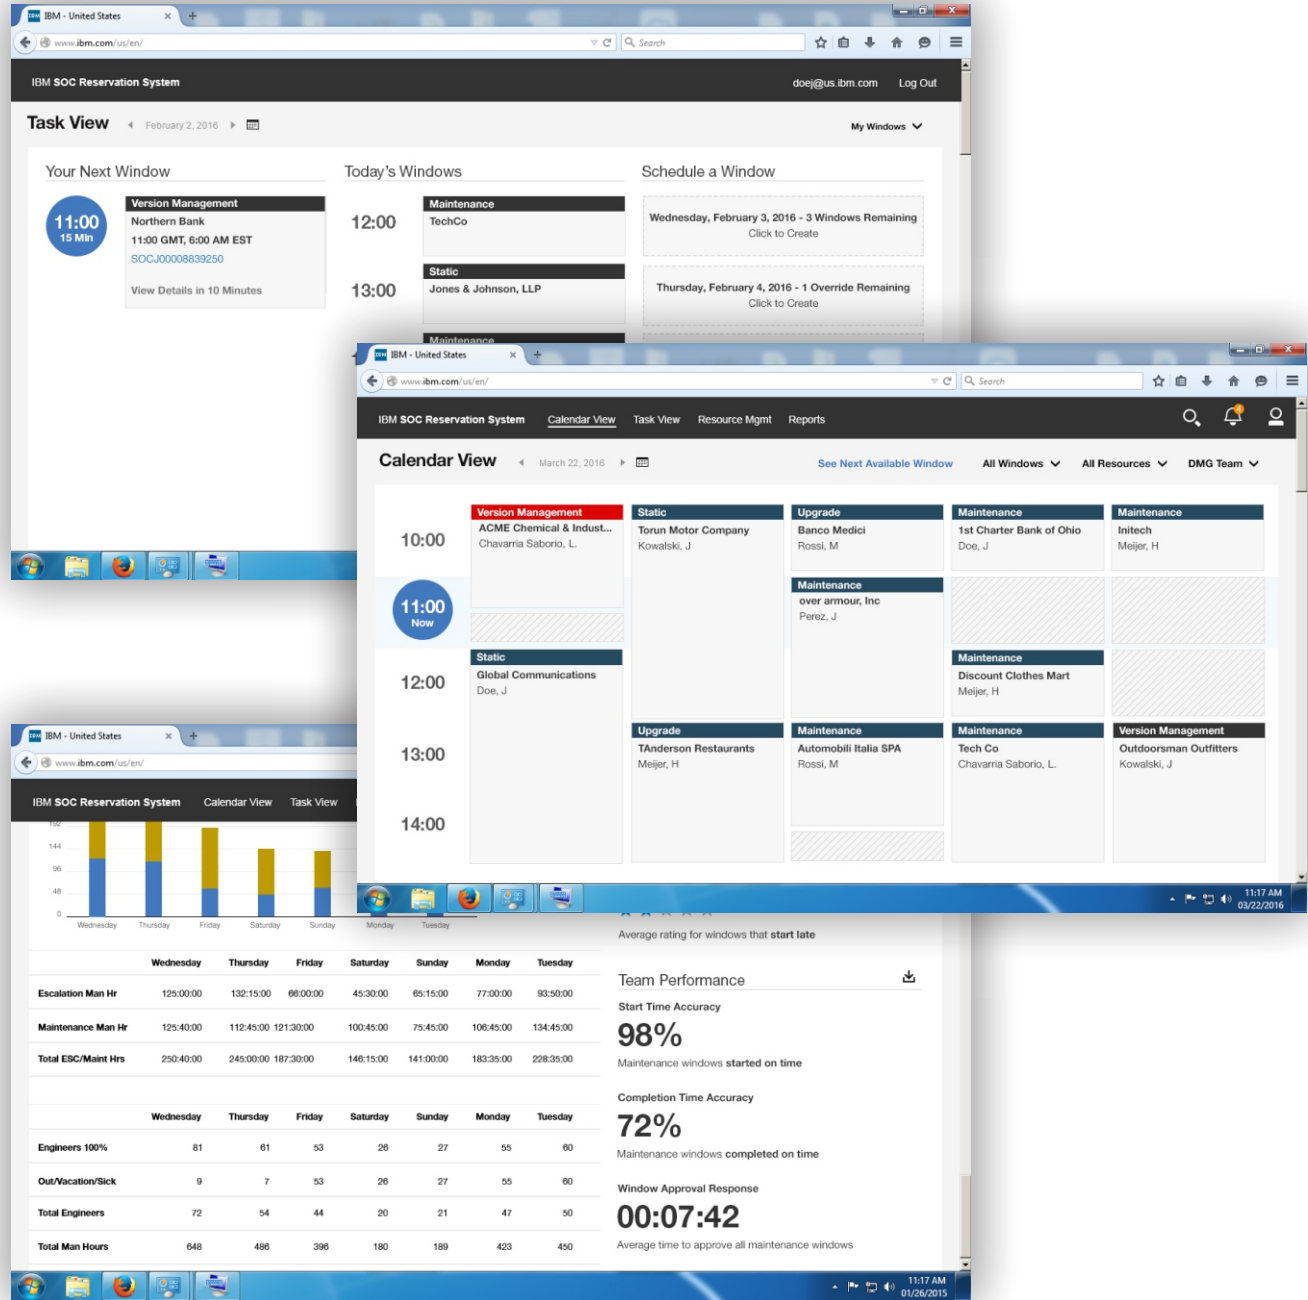 IBM - United States
www.ibm.com/us/en/
Search
IBM SOC Reservation System
doej@us.ibm.com Log Out
Task View February 2, 2016 My Windows
Your Next Window
11:00
15 Min
Version Management
Northern Bank
11:00 GMT, 6:00 AM EST
SOCJ00008839250
View Details in 10 Minutes
Today's Windows
12:00
Maintenance
TechCo
13:00
Static
Jones & Johnson, LLP
Maintenance
Schedule a Window
Wednesday, February 3, 2016 - 3 Windows Remaining
Click to Create
Thursday, February 4, 2016 - 1 Override Remaining
Click to Create
IBM - United States
www.ibm.com/us/en/
Search
IBM SOC Reservation System Calendar View Task View Resource Mgmt Reports
Calendar View March 22, 2016 See Next Available Window All Windows All Resources DMG Team
10:00
Version Management
ACME Chemical & Indust...
Chavarria Saborio, L.
Static
Torun Motor Company
Kowalski, J
Upgrade
Banco Medici
Rossi, M
Maintenance
1st Charter Bank of Ohio
Doe, J
Maintenance
Initech
Meijer, H
11:00
Now
Maintenance
over armour, Inc
Perez, J
12:00
Static
Global Communications
Doe, J
Maintenance
Discount Clothes Mart
Meijer, H
13:00
Upgrade
TAnderson Restaurants
Meijer, H
Maintenance
Automobili Italia SPA
Rossi, M
Maintenance
Tech Co
Chavarria Saborio, L.
Version Management
Outdoorsman Outfitters
Kowalski, J
14:00
11:17 AM
03/22/2016
IBM - United States
www.ibm.com/us/en/
IBM SOC Reservation System Calendar View Task View
192
144
96
48
0
Wednesday Thursday Friday Saturday Sunday Monday Tuesday
Wednesday Thursday Friday Saturday Sunday Monday Tuesday
Escalation Man Hr 125:00:00 132:15:00 66:00:00 45:30:00 65:15:00 77:00:00 93:50:00
Maintenance Man Hr 125:40:00 112:45:00 121:30:00 100:45:00 75:45:00 106:45:00 134:45:00
Total ESC/Maint Hrs 250:40:00 245:00:00 187:30:00 146:15:00 141:00:00 183:35:00 228:35:00
Wednesday Thursday Friday Saturday Sunday Monday Tuesday
Engineers 100% 81 61 53 26 27 55 60
Out/Vacation/Sick 9 7 53 26 27 55 60
Total Engineers 72 54 44 20 21 47 50
Total Man Hours 648 486 396 180 189 423 450
Average rating for windows that start late
Team Performance
Start Time Accuracy
98%
Maintenance windows started on time
Completion Time Accuracy
72%
Maintenance windows completed on time
Window Approval Response
00:07:42
Average time to approve all maintenance windows
11:17 AM
01/26/2015